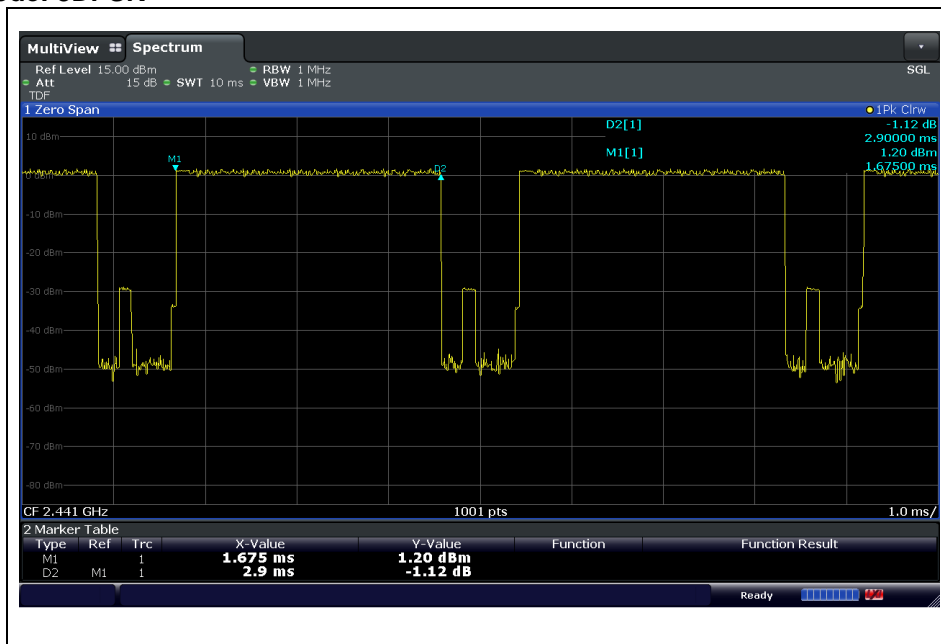 MultiView Spectrum
Ref Level 15.00 dBm RBW 1 MHz SGL
Att 15 dB SWT 10 ms VBW 1 MHz
TDF
1 Zero Span 1Pk Clrw
D2[1] -1.12 dB
2.90000 ms
10 dBm
M1[1] 1.20 dBm
1.67500 ms
M1
D2
0 dBm
-10 dBm
-20 dBm
-30 dBm
-40 dBm
-50 dBm
-60 dBm
-70 dBm
-80 dBm
CF 2.441 GHz 1001 pts 1.0 ms/
2 Marker Table
Type Ref Trc X-Value Y-Value Function Function Result
M1 1 1.675 ms 1.20 dBm
D2 M1 1 2.9 ms -1.12 dB
Ready